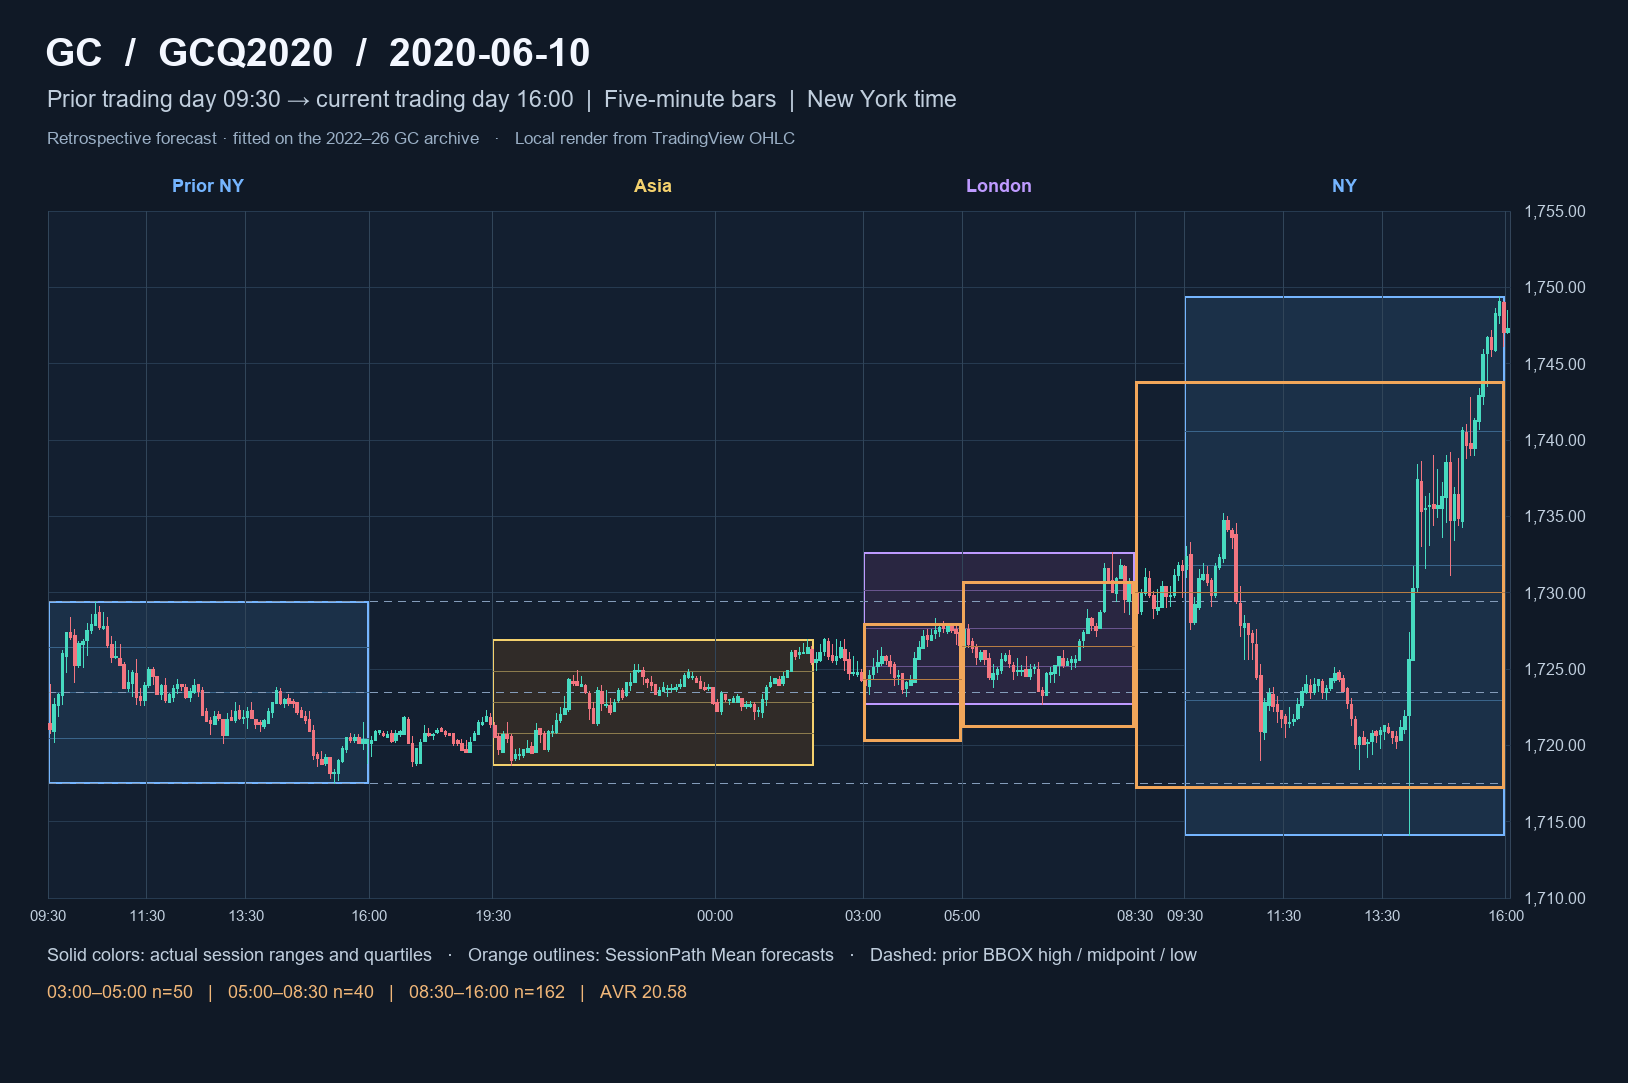 GC / GCQ2020 / 2020-06-10
Prior trading day 09:30 → current trading day 16:00 | Five-minute bars | New York time
Retrospective forecast · fitted on the 2022–26 GC archive · Local render from TradingView OHLC
Prior NY Asia London NY
1,755.00
1,750.00
1,745.00
1,740.00
1,735.00
1,730.00
1,725.00
1,720.00
1,715.00
1,710.00
09:30 11:30 13:30 16:00 19:30 00:00 03:00 05:00 08:30 09:30 11:30 13:30 16:00
Solid colors: actual session ranges and quartiles · Orange outlines: SessionPath Mean forecasts · Dashed: prior BBOX high / midpoint / low
03:00–05:00 n=50 | 05:00–08:30 n=40 | 08:30–16:00 n=162 | AVR 20.58